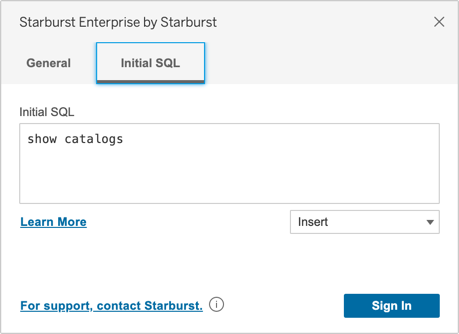 Starburst Enterprise by Starburst
General
Initial SQL
Initial SQL
show catalogs
Learn More
Insert
For support, contact Starburst.
Sign In